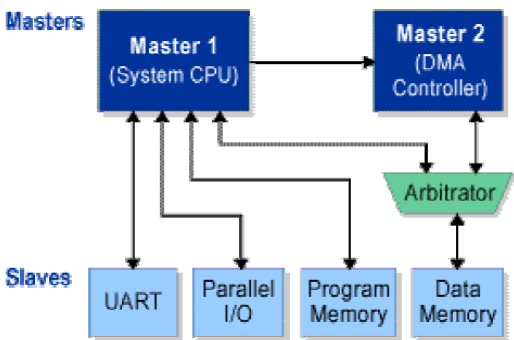 Masters
Master 1
(System CPU)
Master 2
(DMA
Controller)
Arbitrator
Slaves
UART
Parallel
I/O
Program
Memory
Data
Memory